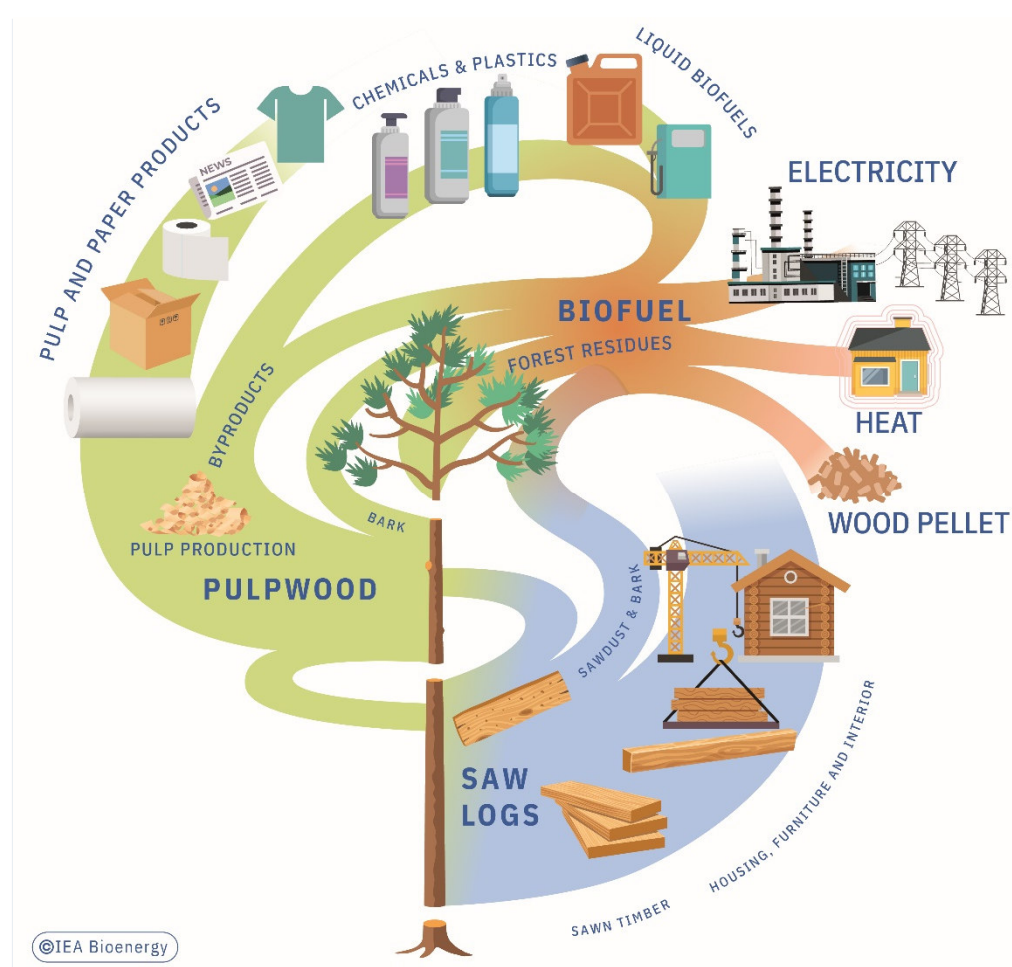 CHEMICALS & PLASTICS
LIQUID BIOFUELS
PULP AND PAPER PRODUCTS
NEWS
ELECTRICITY
BIOFUEL
FOREST RESIDUES
HEAT
BYPRODUCTS
WOOD PELLET
BARK
PULP PRODUCTION
PULPWOOD
SAWDUST & BARK
SAW
LOGS
HOUSING, FURNITURE AND INTERIOR
SAWN TIMBER
©IEA Bioenergy